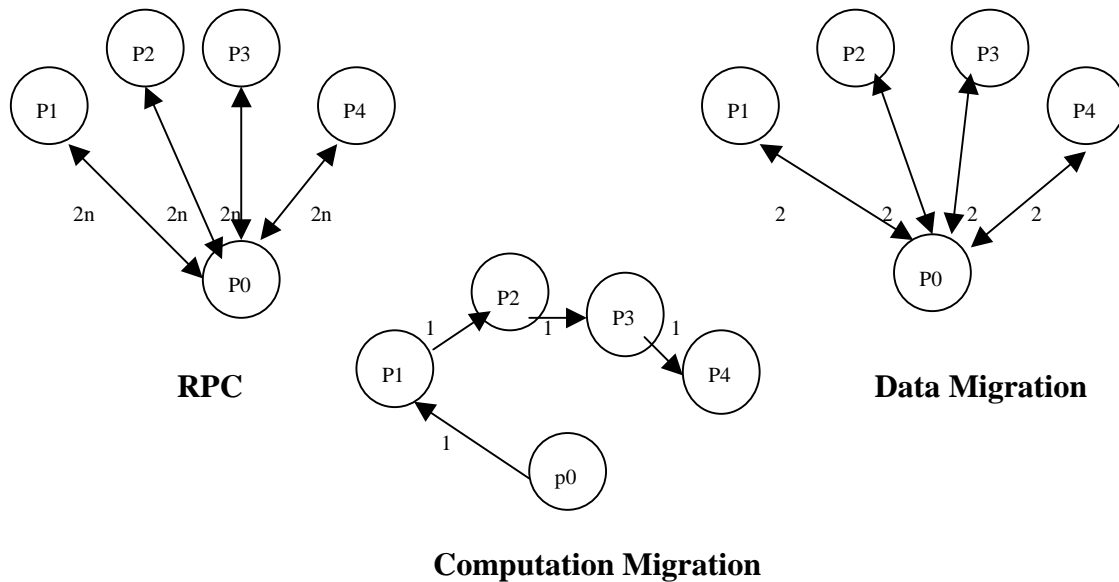 P2
P3
P1
P4
2n
2n
2n
2n
P0
RPC
P2
P3
P1
P4
2
2
2
2
P0
Data Migration
P2
P3
P1
P4
1
1
1
1
p0
Computation Migration